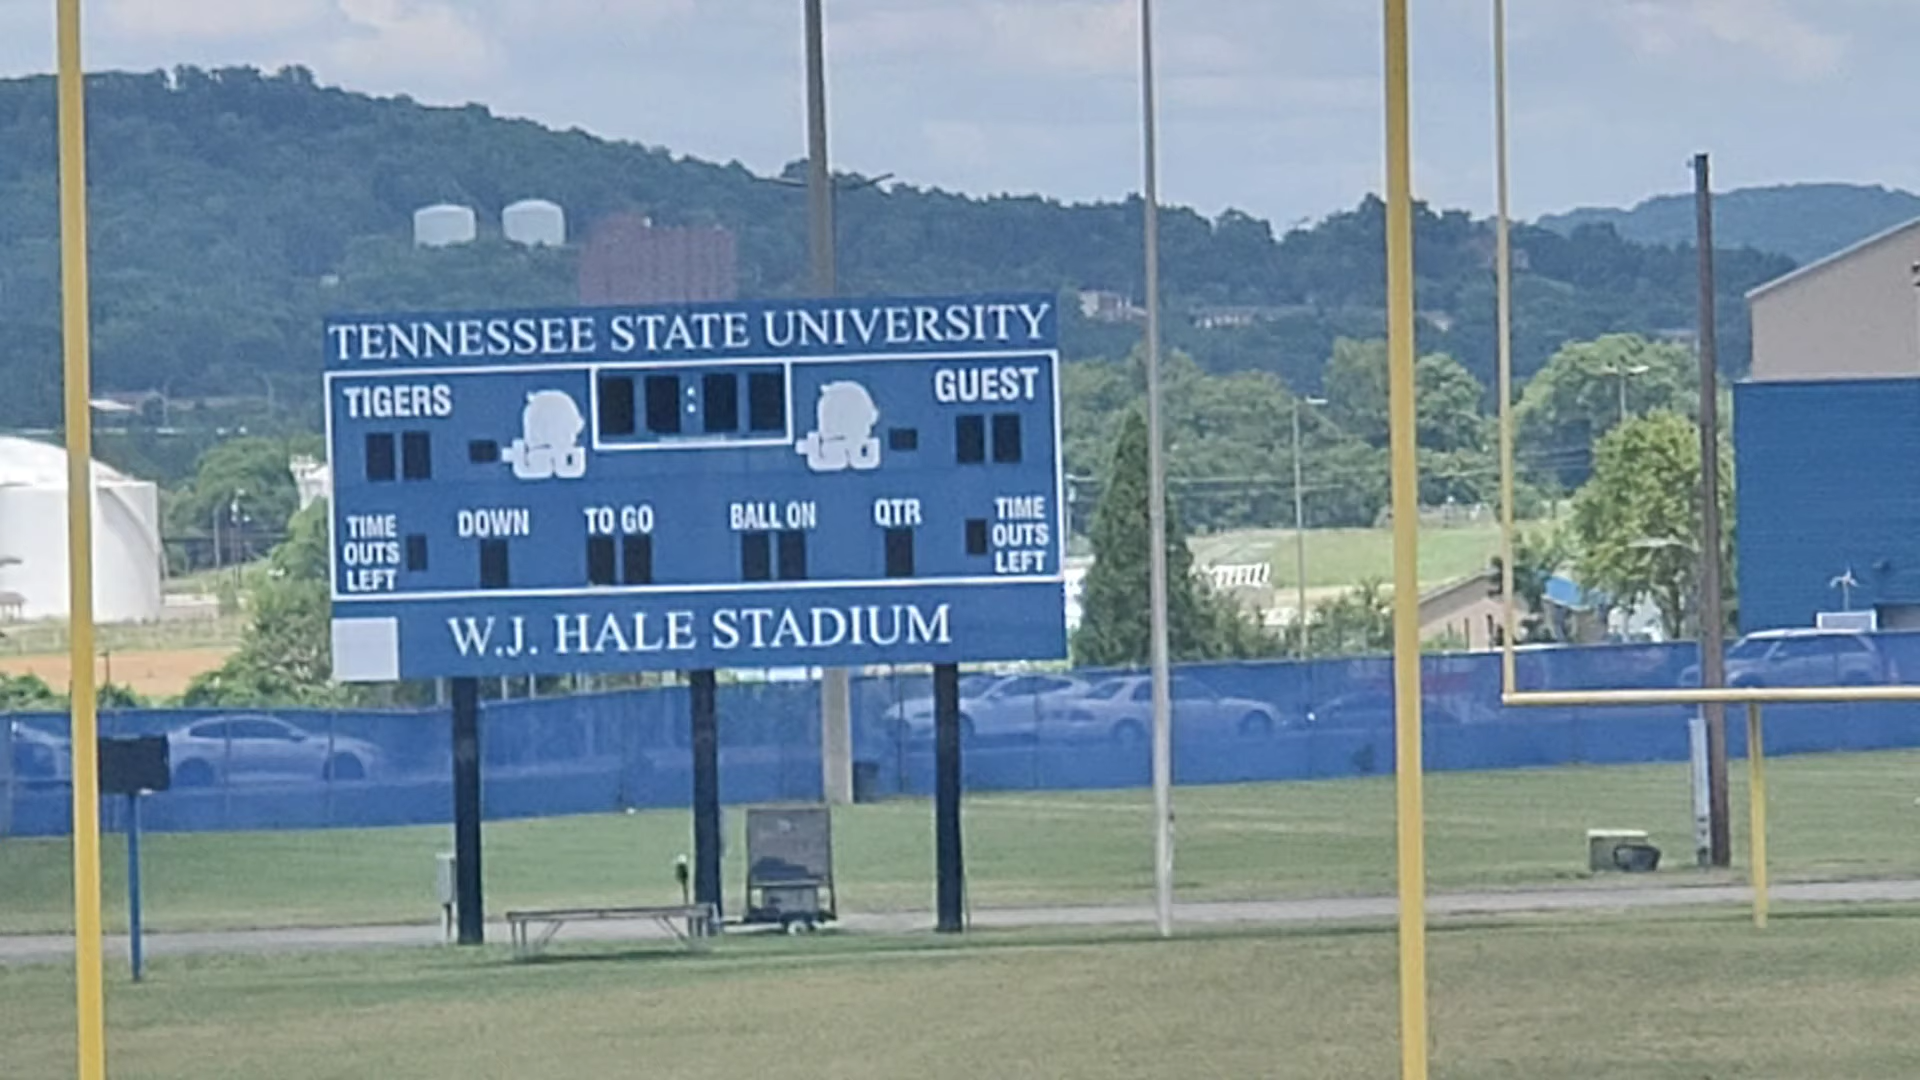 TENNESSEE STATE UNIVERSITY
TIGERS
:
GUEST
TIME
OUTS
LEFT
DOWN
TO GO
BALL ON
QTR
TIME
OUTS
LEFT
W.J. HALE STADIUM